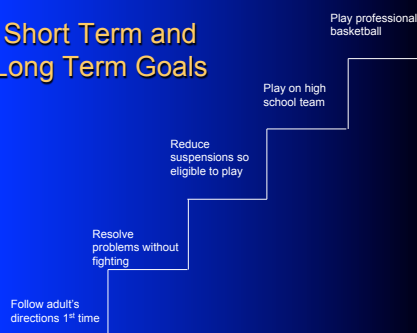 Short Term and
Long Term Goals
Play professional
basketball
Play on high
school team
Reduce
suspensions so
eligible to play
Resolve
problems without
fighting
Follow adult's
directions 1st time